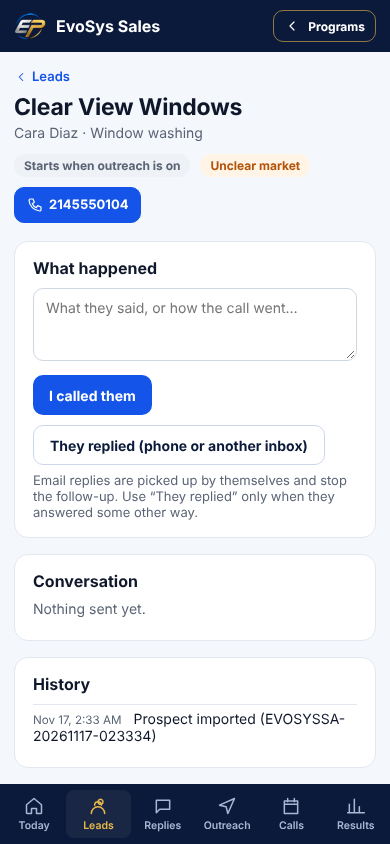 EP EvoSys Sales
Programs
Leads
Clear View Windows
Cara Diaz · Window washing
Starts when outreach is on
Unclear market
2145550104
What happened
What they said, or how the call went…
I called them
They replied (phone or another inbox)
Email replies are picked up by themselves and stop
the follow-up. Use “They replied” only when they
answered some other way.
Conversation
Nothing sent yet.
History
Nov 17, 2:33 AM Prospect imported (EVOSYSSA-
20261117-023334)
Today
Leads
Replies
Outreach
Calls
Results